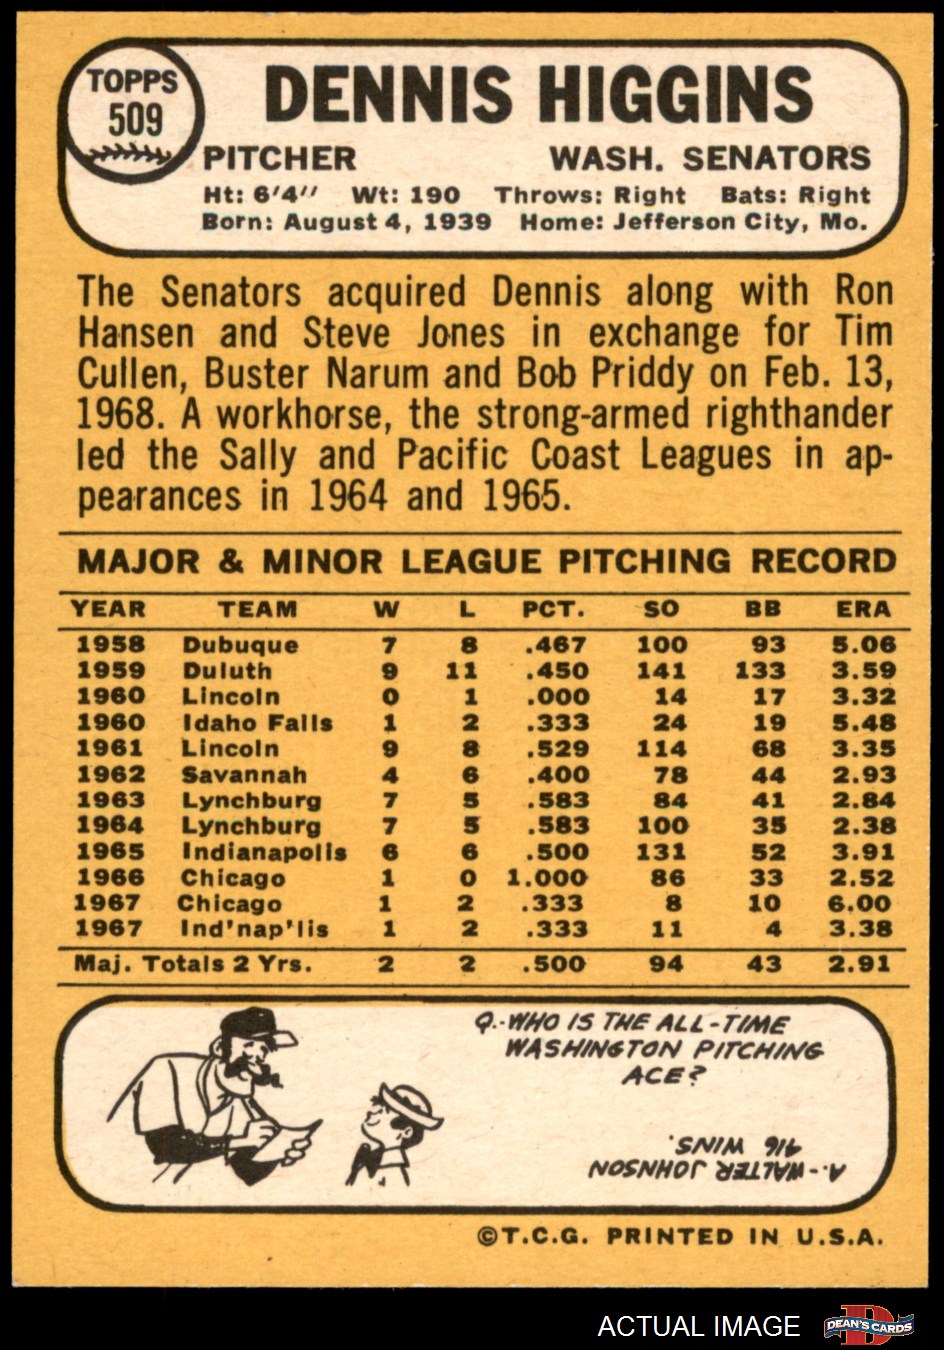 TOPPS
509
DENNIS HIGGINS
PITCHER WASH. SENATORS
Ht: 6'4" Wt: 190 Throws: Right Bats: Right
Born: August 4, 1939 Home: Jefferson City, Mo.
The Senators acquired Dennis along with Ron
Hansen and Steve Jones in exchange for Tim
Cullen, Buster Narum and Bob Priddy on Feb. 13,
1968. A workhorse, the strong-armed righthander
led the Sally and Pacific Coast Leagues in ap-
pearances in 1964 and 1965.
MAJOR & MINOR LEAGUE PITCHING RECORD
YEAR TEAM W L PCT. SO BB ERA
1958 Dubuque 7 8 .467 100 93 5.06
1959 Duluth 9 11 .450 141 133 3.59
1960 Lincoln 0 1 .000 14 17 3.32
1960 Idaho Falls 1 2 .333 24 19 5.48
1961 Lincoln 9 8 .529 114 68 3.35
1962 Savannah 4 6 .400 78 44 2.93
1963 Lynchburg 7 5 .583 84 41 2.84
1964 Lynchburg 7 5 .583 100 35 2.38
1965 Indianapolis 6 6 .500 131 52 3.91
1966 Chicago 1 0 1.000 86 33 2.52
1967 Chicago 1 2 .333 8 10 6.00
1967 Ind'nap'lis 1 2 .333 11 4 3.38
Maj. Totals 2 Yrs. 2 2 .500 94 43 2.91
Q.-WHO IS THE ALL-TIME
WASHINGTON PITCHING
ACE?
A.-WALTER JOHNSON
416 WINS.
©T.C.G. PRINTED IN U.S.A.
ACTUAL IMAGE
D
DEAN'S CARDS